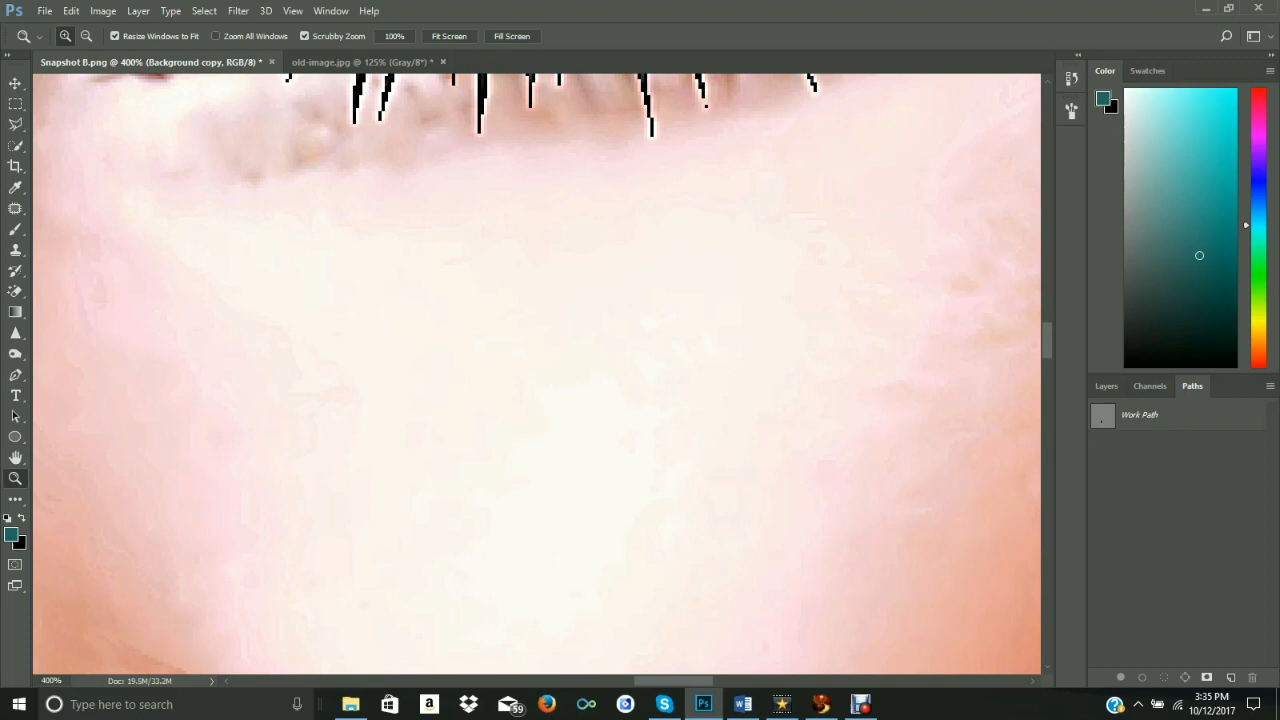 Ps File Edit Image Layer Type Select Filter 3D View Window Help
Resize Windows to Fit Zoom All Windows Scrubby Zoom 100% Fit Screen Fill Screen
Snapshot B.png @ 400% (Background copy, RGB/8) * × old-image.jpg @ 125% (Gray/8*) * ×
Color Swatches
Layers Channels Paths
Work Path
T
400% Doc: 19.5M/33.2M
Type here to search
a
59
S
Ps
W
?
3:35 PM
10/12/2017